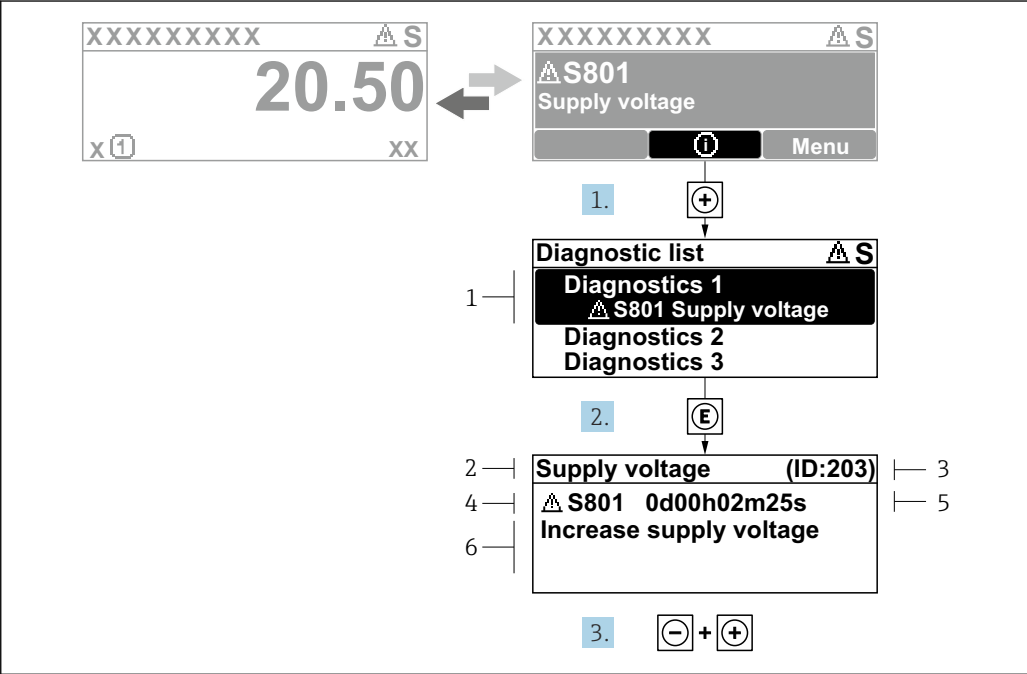 XXXXXXXXX ⚠ S
20.50
x ① xx
XXXXXXXXX ⚠ S
⚠ S801
Supply voltage
ⓘ Menu
1. +
Diagnostic list ⚠ S
1 Diagnostics 1
⚠ S801 Supply voltage
Diagnostics 2
Diagnostics 3
2. E
2 Supply voltage (ID:203) 3
4 ⚠ S801 0d00h02m25s 5
6 Increase supply voltage
3. − + +